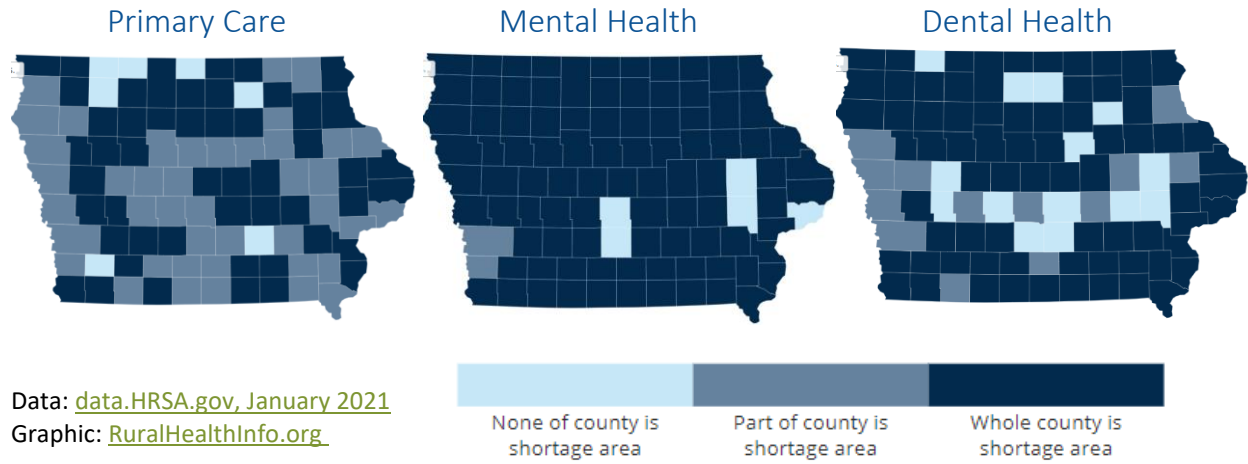 Primary Care
Mental Health
Dental Health
Data: data.HRSA.gov, January 2021
Graphic: RuralHealthInfo.org
None of county is
shortage area
Part of county is
shortage area
Whole county is
shortage area